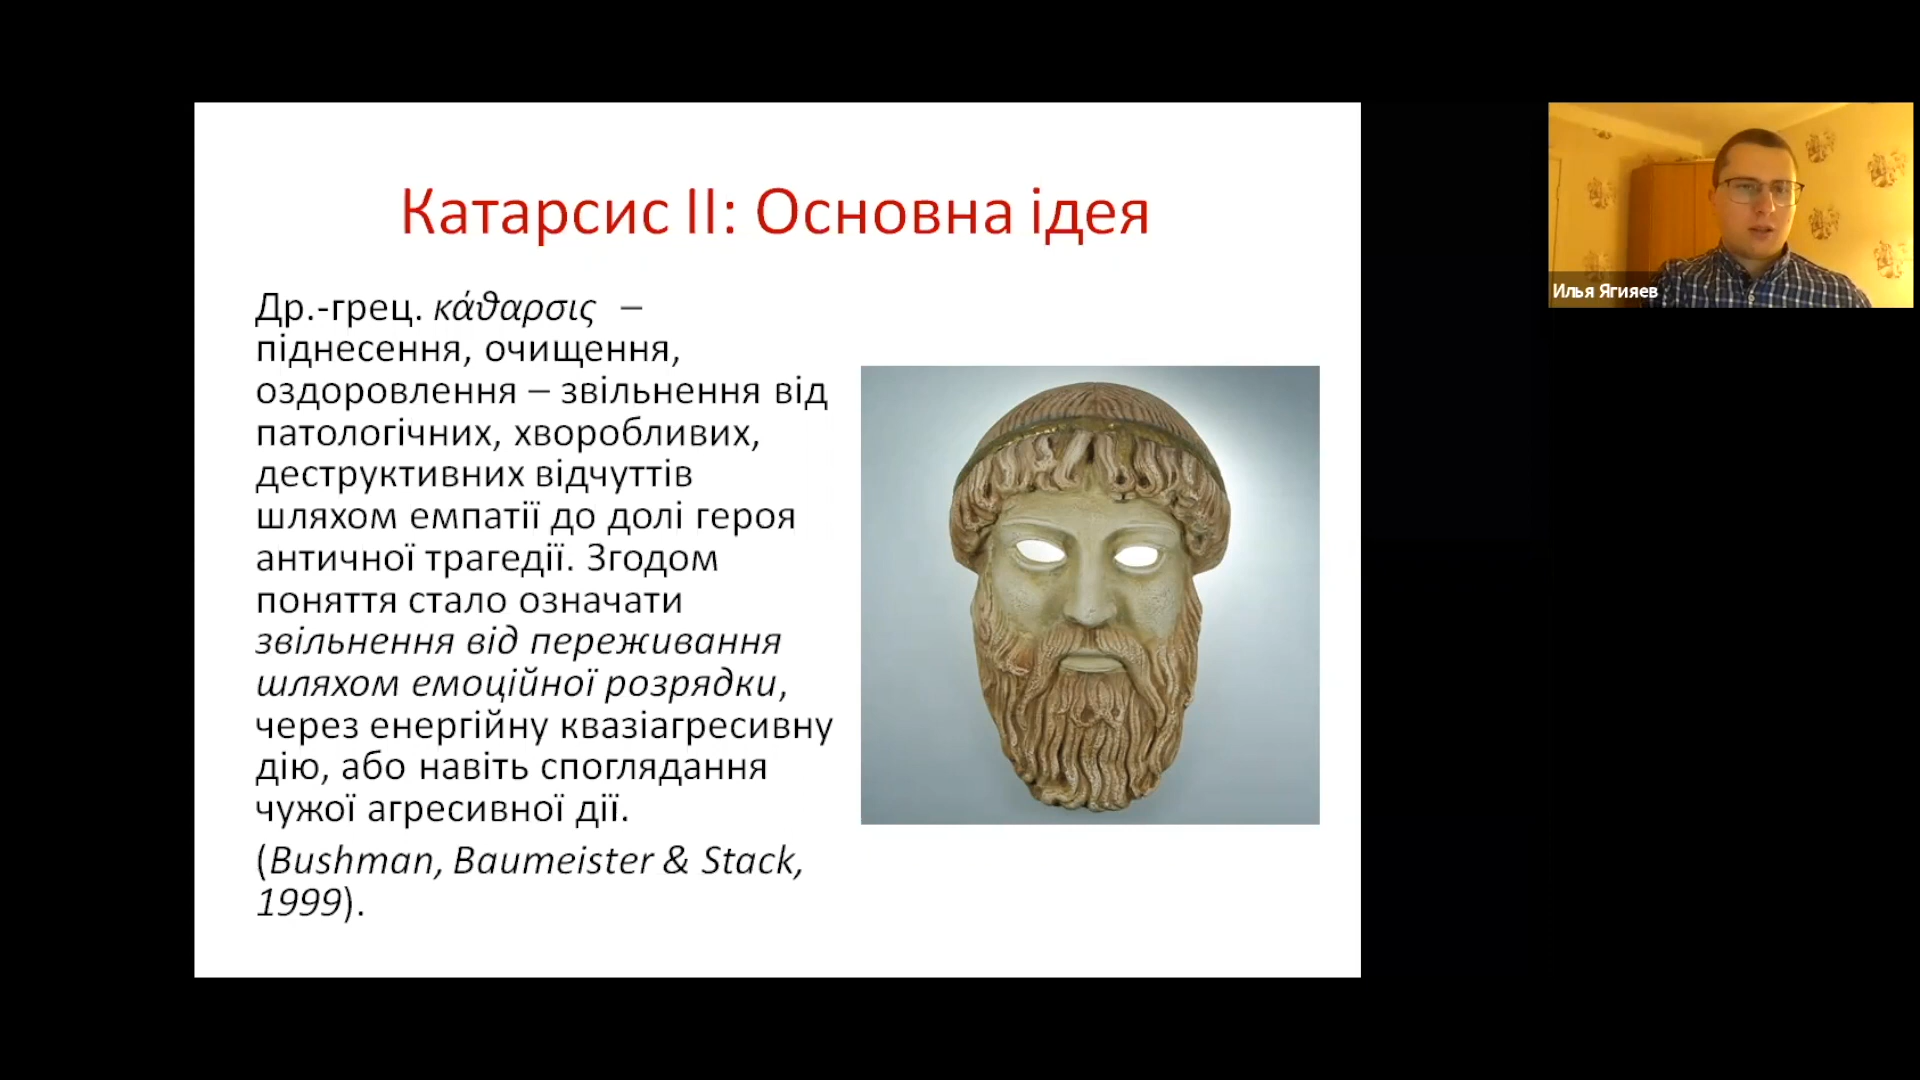 Катарсис II: Основна ідея
Др.-грец. κάϑαρσις –
піднесення, очищення,
оздоровлення – звільнення від
патологічних, хворобливих,
деструктивних відчуттів
шляхом емпатії до долі героя
античної трагедії. Згодом
поняття стало означати
звільнення від переживання
шляхом емоційної розрядки,
через енергійну квазіагресивну
дію, або навіть споглядання
чужої агресивної дії.
(Bushman, Baumeister & Stack,
1999).
Илья Ягияев